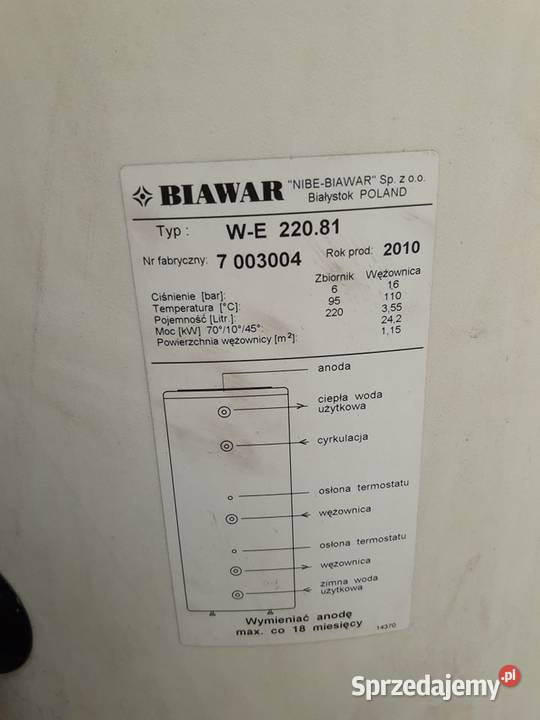 BIAWAR "NIBE-BIAWAR" Sp. z o.o.
Białystok POLAND
Typ : W-E 220.81
Nr fabryczny: 7 003004 Rok prod: 2010
Zbiornik Wężownica
Ciśnienie [bar]: 6 16
Temperatura [°C]: 95 110
Pojemność [Litr.]: 220 3,55
Moc [kW] 70°/10°/45°: 24,2
Powierzchnia wężownicy [m²]: 1,15
anoda
ciepła woda
użytkowa
cyrkulacja
osłona termostatu
wężownica
osłona termostatu
wężownica
zimna woda
użytkowa
Wymieniać anodę
max. co 18 miesięcy
14370
Sprzedajemy.pl